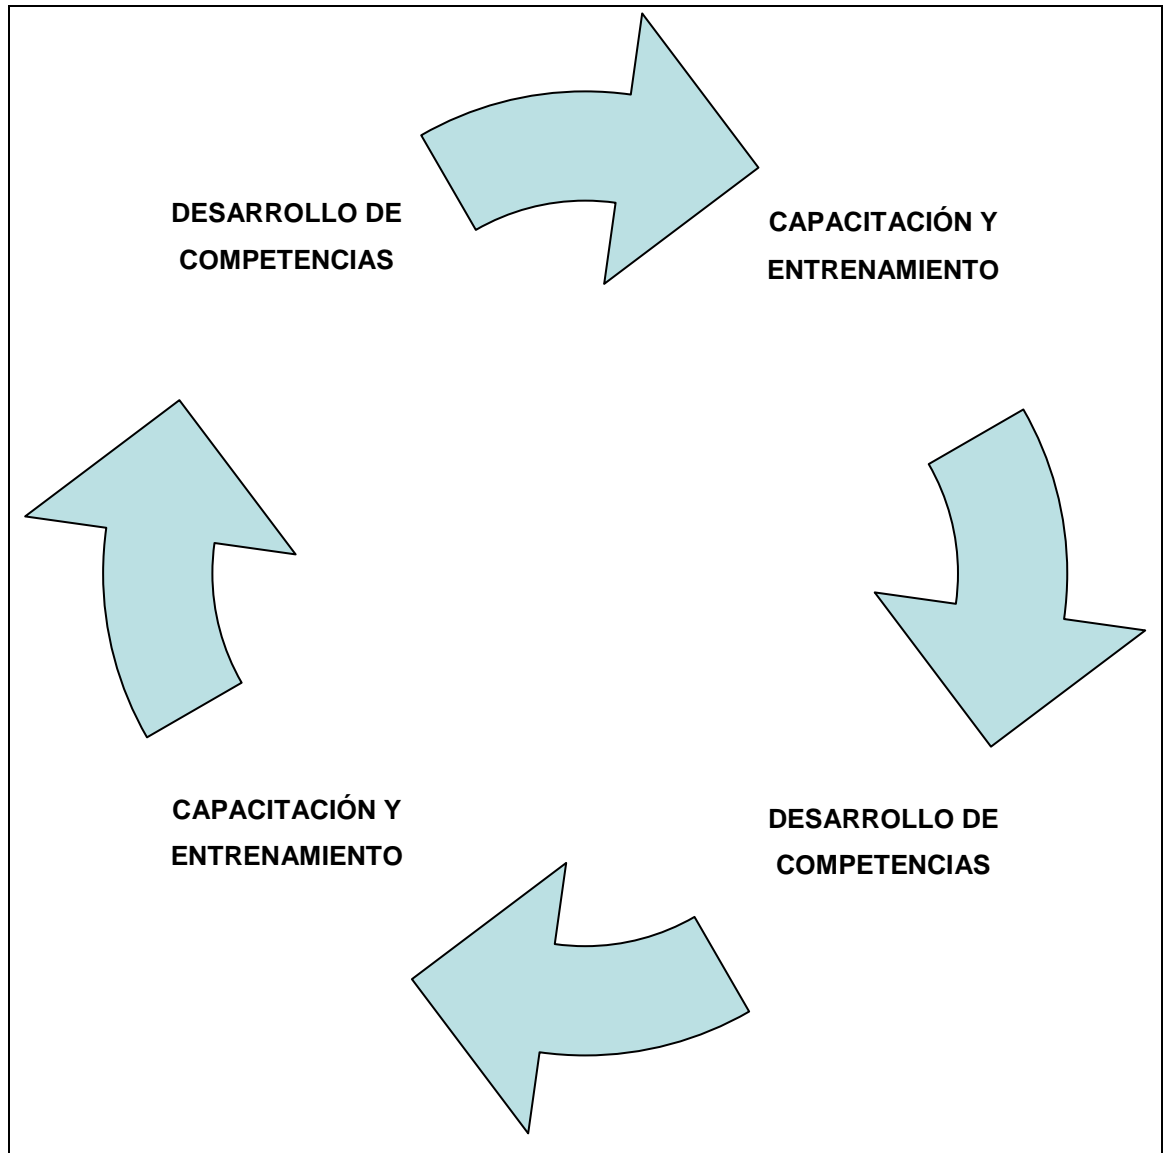 DESARROLLO DE
COMPETENCIAS
CAPACITACIÓN Y
ENTRENAMIENTO
CAPACITACIÓN Y
ENTRENAMIENTO
DESARROLLO DE
COMPETENCIAS